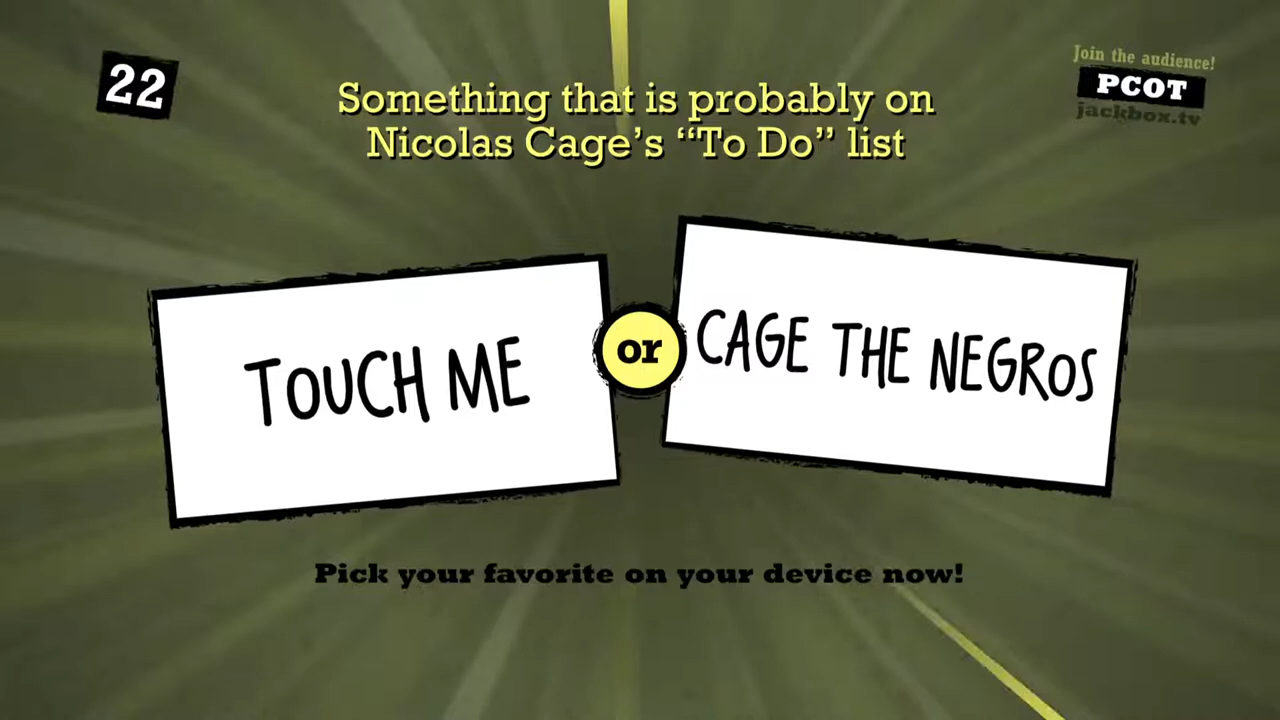 22
Something that is probably on
Nicolas Cage's “To Do” list
Join the audience!
PCOT
jackbox.tv
TOUCH ME
or
CAGE THE NEGROS
Pick your favorite on your device now!